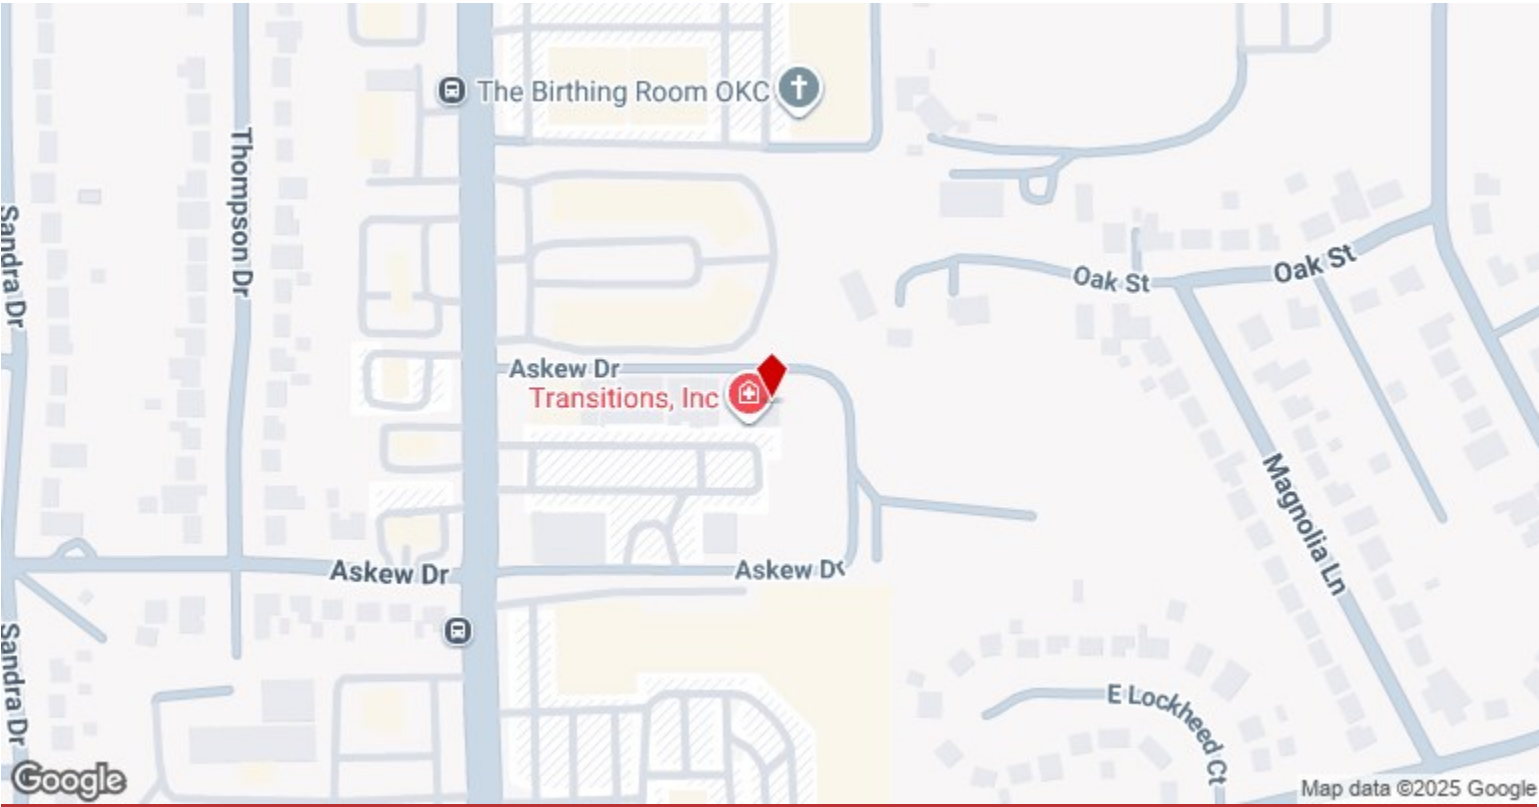 The Birthing Room OKC
Thompson Dr
Sandra Dr
Oak St
Oak St
Askew Dr
Transitions, Inc
Magnolia Ln
Askew Dr
Askew Dr
Sandra Dr
E Lockheed Ct
Google
Map data ©2025 Google